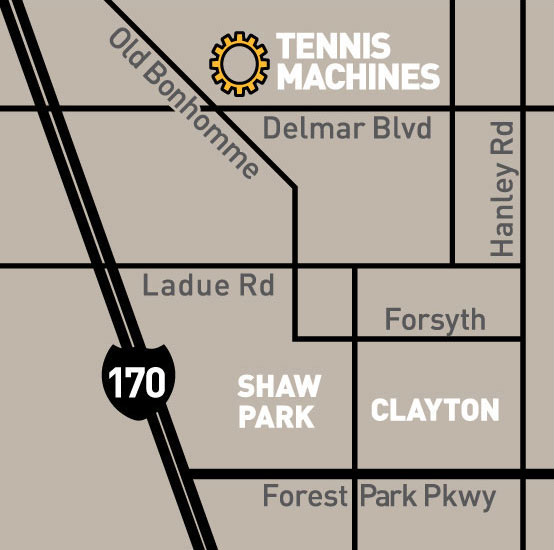 Old Bonhomme
TENNIS
MACHINES
Delmar Blvd
Hanley Rd
Ladue Rd
Forsyth
170
SHAW
PARK
CLAYTON
Forest Park Pkwy